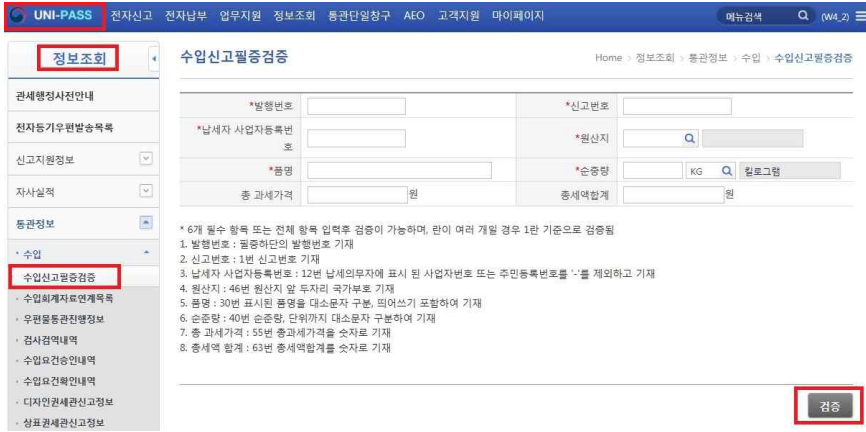 UNI-PASS 전자신고 전자납부 업무지원 정보조회 통관단일창구 AEO 고객지원 마이페이지 메뉴검색 (W4_2)
정보조회
관세행정사전안내
전자등기우편발송목록
신고지원정보
자사실적
통관정보
수입
수입신고필증검증
수입회계자료연계목록
우편물통관진행정보
검사검역내역
수입요건승인내역
수입요건확인내역
디자인권세관신고정보
상표권세관신고정보
수입신고필증검증
Home > 정보조회 > 통관정보 > 수입 > 수입신고필증검증
*발행번호 *신고번호
*납세자 사업자등록번호 *원산지
*품명 *순중량 KG 킬로그램
총 과세가격 원 총세액합계 원
* 6개 필수 항목 또는 전체 항목 입력후 검증이 가능하며, 란이 여러 개일 경우 1란 기준으로 검증됨
1. 발행번호 : 필증하단의 발행번호 기재
2. 신고번호 : 1번 신고번호 기재
3. 납세자 사업자등록번호 : 12번 납세의무자에 표시 된 사업자번호 또는 주민등록번호를 '-'를 제외하고 기재
4. 원산지 : 46번 원산지 앞 두자리 국가부호 기재
5. 품명 : 30번 표시된 품명을 대소문자 구분, 띄어쓰기 포함하여 기재
6. 순중량 : 40번 순중량, 단위까지 대소문자 구분하여 기재
7. 총 과세가격 : 55번 총과세가격을 숫자로 기재
8. 총세액 합계 : 63번 총세액합계를 숫자로 기재
검증